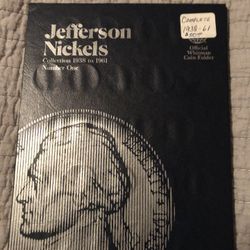 Jefferson
Nickels
Collection 1938 to 1961
Number One
COMPLETE
1938-61
Official
Whitman
Coin Folder